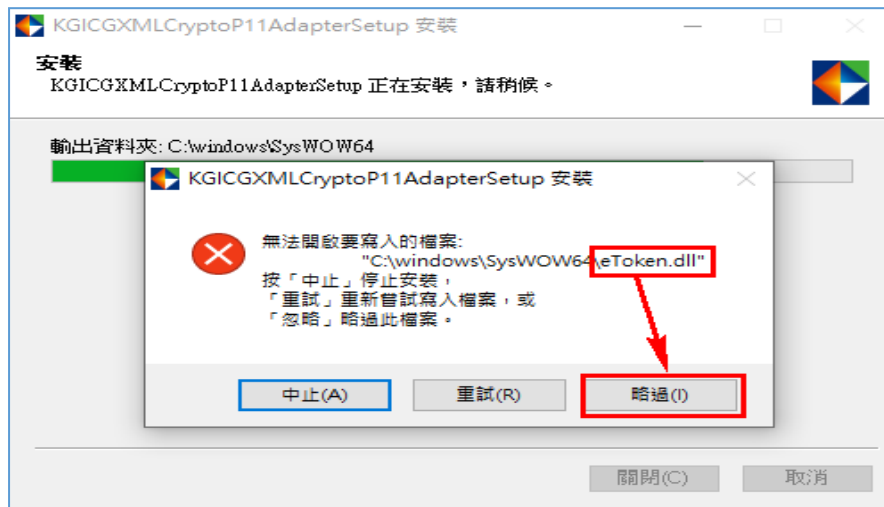 KGICGXMLCryptoP11AdapterSetup 安裝
安裝
KGICGXMLCryptoP11AdapterSetup 正在安裝，請稍候。
輸出資料夾: C:\windows\SysWOW64
KGICGXMLCryptoP11AdapterSetup 安裝
無法開啟要寫入的檔案:
"C:\windows\SysWOW64\eToken.dll"
按「中止」停止安裝，
「重試」重新嘗試寫入檔案，或
「忽略」略過此檔案。
中止(A)
重試(R)
略過(I)
關閉(C)
取消